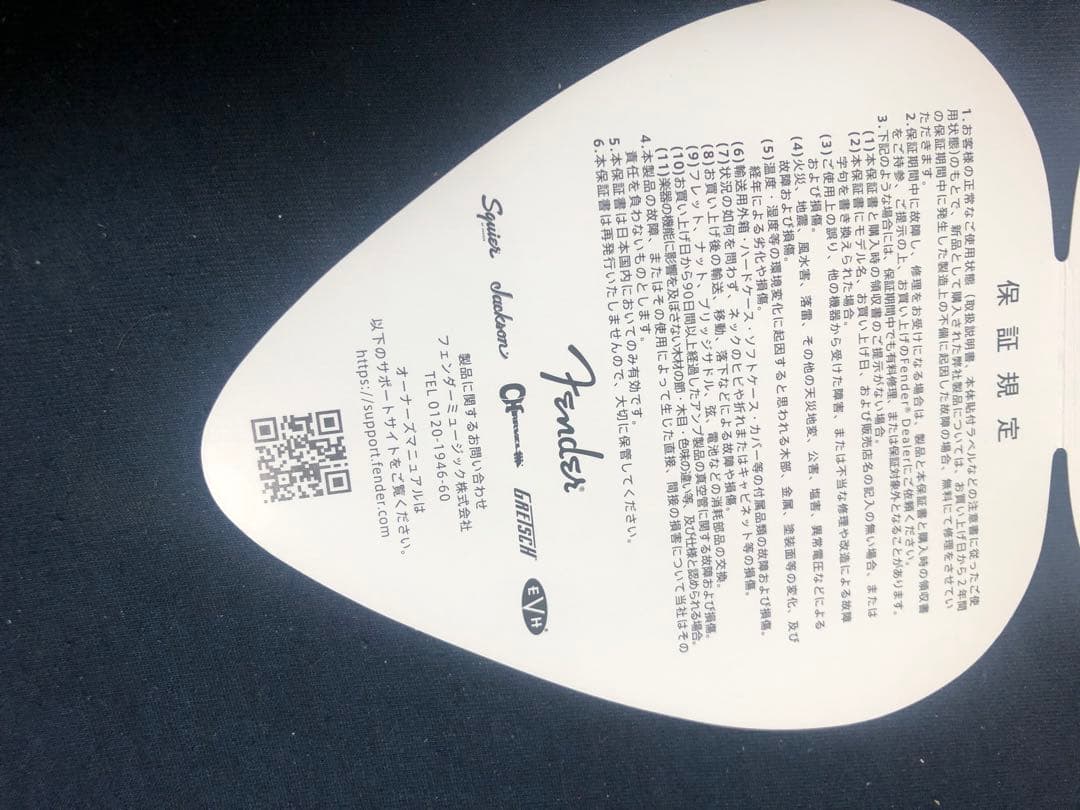 保証規定
1.お客様の正常なご使用状態（取扱説明書、本体貼付ラベルなどの注意書に従ったご使
用状態)のもとで、新品として購入された弊社製品については、お買い上げ日から2年間
の保証期間中に発生した製造上の不備に起因した故障の場合、無料にて修理をさせてい
ただきます。
2.保証期間中に故障し、修理をお受けになる場合は、製品と本保証書と購入時の領収書
をご持参、ご提示の上、お買い上げのFender® Dealerにご依頼ください。
3.下記のような場合には、保証期間中でも有料修理、または保証対象外となることがあります。
(1)本保証書と購入時の領収書のご提示がない場合。
(2)本保証書にモデル名、お買い上げ日、および販売店名の記入の無い場合、または
字句を書き換えられた場合。
(3)ご使用上の誤り、他の機器から受けた障害、または不当な修理や改造による故障
および損傷。
(4)火災、地震、風水害、落雷、その他の天災地変、公害、塩害、異常電圧などによる
故障および損傷。
(5)温度・湿度等の環境変化に起因すると思われる木部、金属、塗装面等の変化、及び
経年による劣化や損傷。
(6)輸送用外箱・ハードケース・ソフトケース・カバー等の付属品類の故障および損傷。
(7)状況の如何を問わず、ネックのヒビや折れまたはキャビネット等の損傷。
(8)お買い上げ後の輸送、移動、落下などによる故障や損傷。
(9)フレット、ナット、ブリッジサドル、弦、電池などの消耗部品の交換。
(10)お買い上げ日から90日間以上経過したアンプ製品の真空管に関する故障および損傷。
(11)楽器の機能に影響を及ぼさない木材の節・木目・色味の違い等、及び仕様と認められる場合。
4.本製品の故障、またはその使用によって生じた直接、間接の損害について当社はその
責任を負わないものとします。
5.本保証書は日本国内においてのみ有効です。
6.本保証書は再発行いたしませんので、大切に保管してください。
Fender®
Squier Jackson GRETSCH EVH®
製品に関するお問い合わせ
フェンダーミュージック株式会社
TEL 0120-1946-60
オーナーズマニュアルは
以下のサポートサイトをご覧ください。
https://support.fender.com